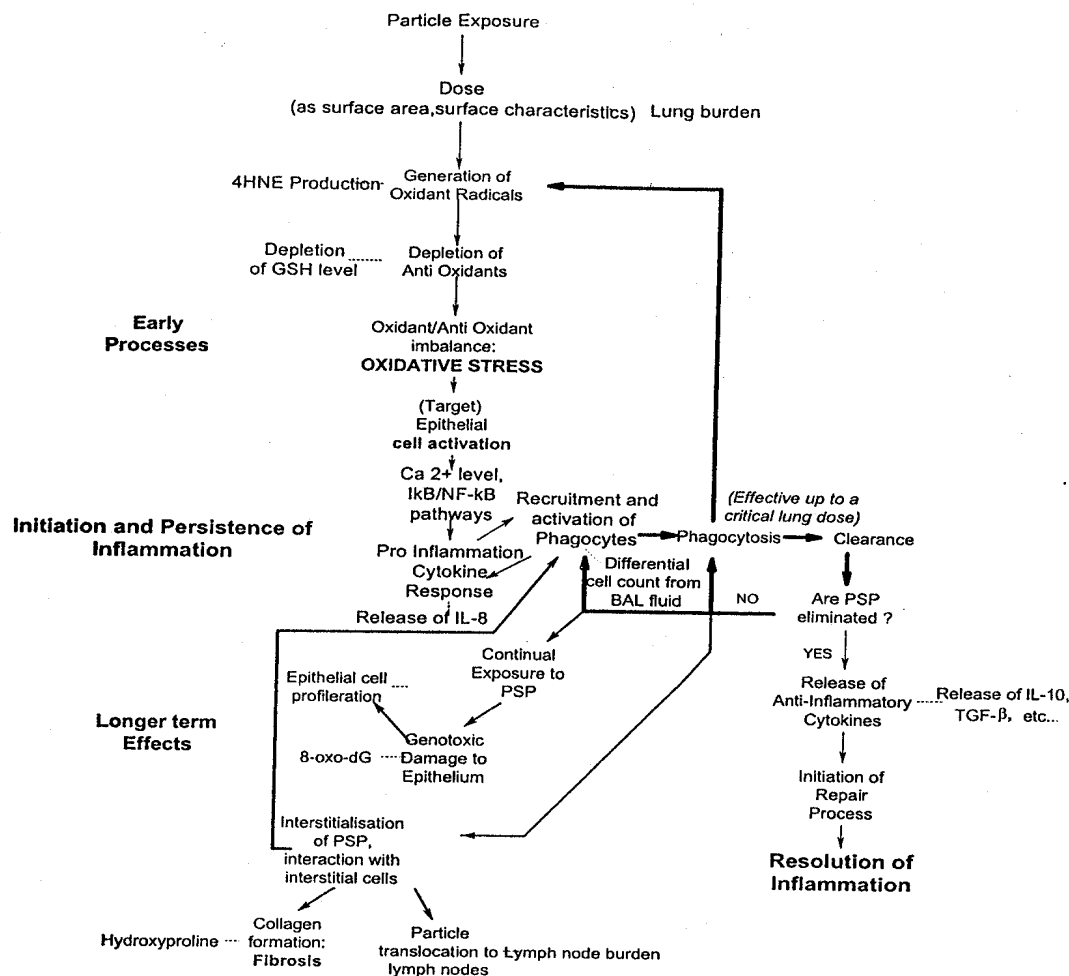 Particle Exposure
Dose
(as surface area,surface characteristics) Lung burden
4HNE Production
Generation of
Oxidant Radicals
Depletion
of GSH level
Depletion of
Anti Oxidants
Early
Processes
Oxidant/Anti Oxidant
imbalance:
OXIDATIVE STRESS
(Target)
Epithelial
cell activation
Ca 2+ level,
IkB/NF-kB
pathways
Initiation and Persistence of
Inflammation
Pro Inflammation
Cytokine
Response
Release of IL-8
Recruitment and
activation of
Phagocytes
Differential
cell count from
BAL fluid
Phagocytosis
(Effective up to a
critical lung dose)
Clearance
NO
Are PSP
eliminated ?
YES
Release of
Anti-Inflammatory
Cytokines
Release of IL-10,
TGF-β, etc...
Initiation of
Repair
Process
Resolution of
Inflammation
Longer term
Effects
Continual
Exposure to
PSP
Epithelial cell
profileration
8-oxo-dG
Genotoxic
Damage to
Epithelium
Interstitialisation
of PSP,
interaction with
interstitial cells
Hydroxyproline
Collagen
formation:
Fibrosis
Particle
translocation to Lymph node burden
lymph nodes